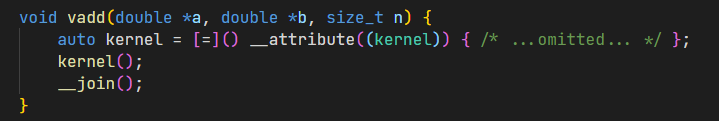 void vadd(double *a, double *b, size_t n) {
    auto kernel = [=]() __attribute((kernel)) { /* ...omitted... */ };
    kernel();
    __join();
}